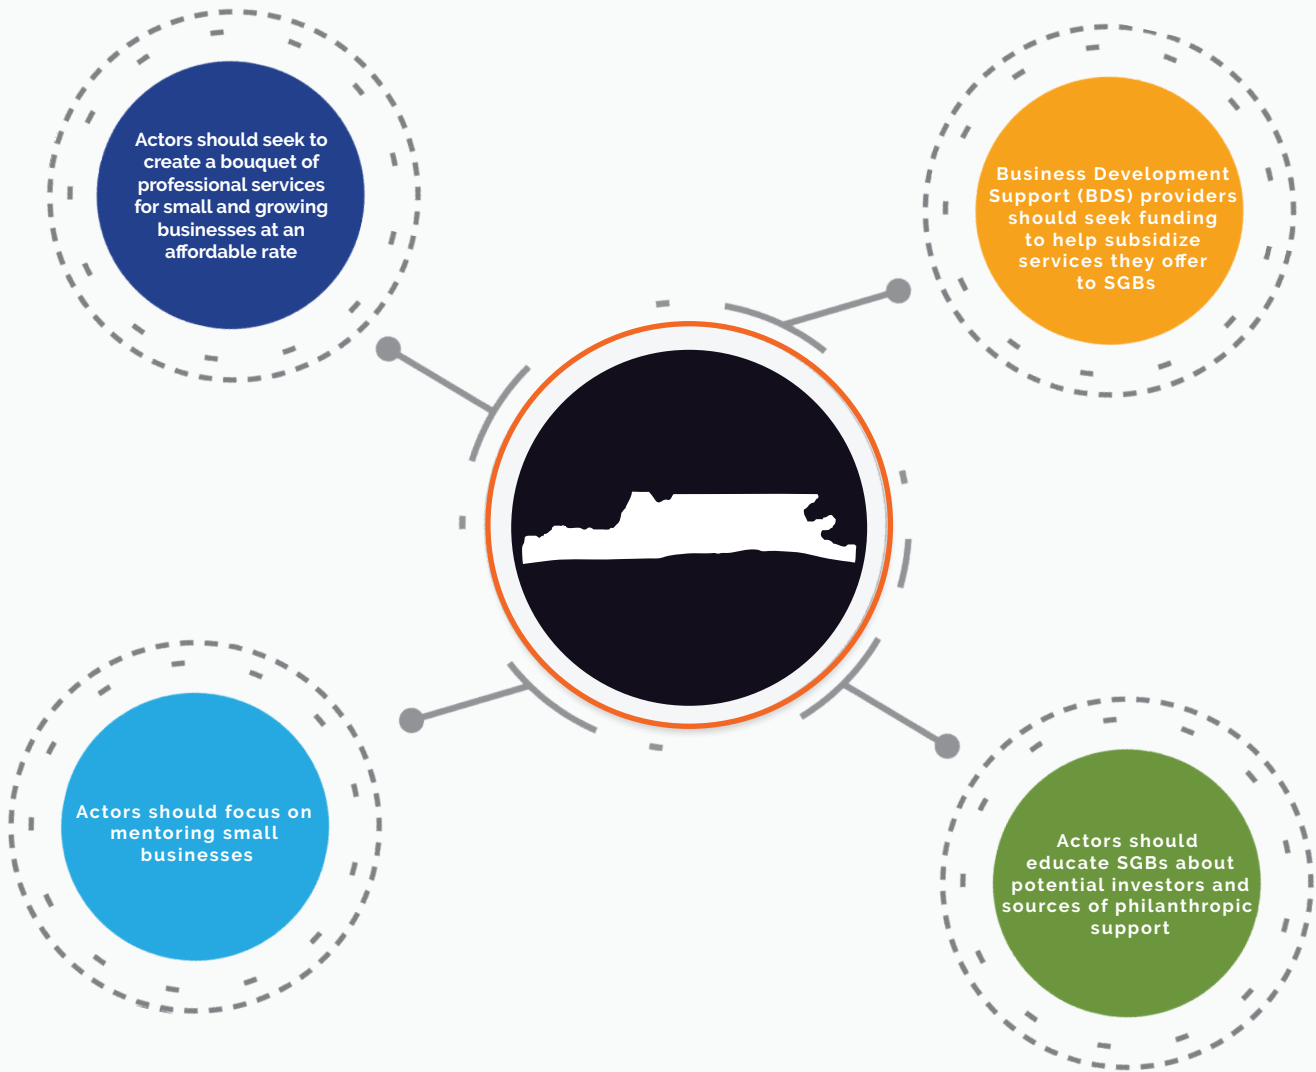 Actors should seek to
create a bouquet of
professional services
for small and growing
businesses at an
affordable rate
Business Development
Support (BDS) providers
should seek funding
to help subsidize
services they offer
to SGBs
Actors should focus on
mentoring small
businesses
Actors should
educate SGBs about
potential investors and
sources of philanthropic
support